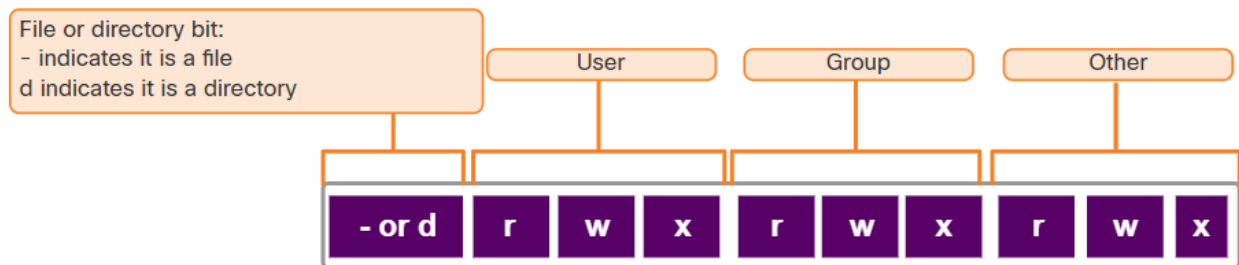 File or directory bit:
- indicates it is a file
d indicates it is a directory
User
Group
Other
- or d r w x r w x r w x